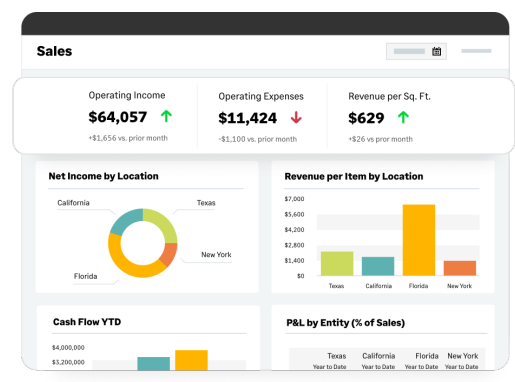 Sales
Operating Income
Operating Expenses
Revenue per Sq. Ft.
$64,057
$11,424
$629
+$1,656 vs. prior month
-$1,100 vs. prior month
+$26 vs pror month
Net Income by Location
California
Texas
New York
Florida
Revenue per Item by Location
$7,000
$5,600
$4,200
$2,800
$1,400
$0
Texas California Florida New York
Cash Flow YTD
$4,000,000
$3,200,000
P&L by Entity (% of Sales)
Texas California Florida New York
Year to Date Year to Date Year to Date Year to Date